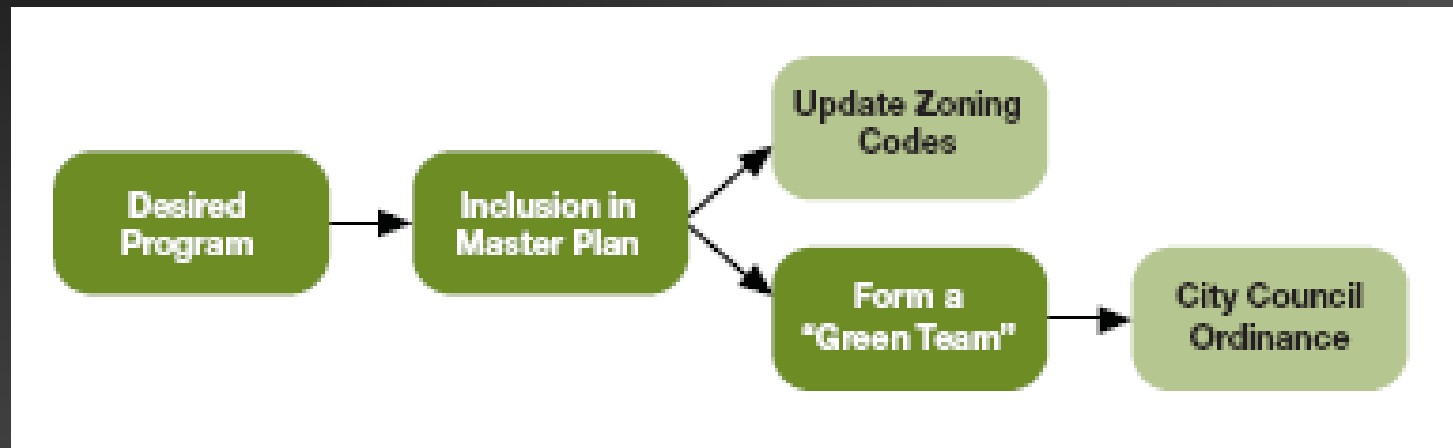 Desired
Program
Inclusion in
Master Plan
Update Zoning
Codes
Form a
“Green Team”
City Council
Ordinance